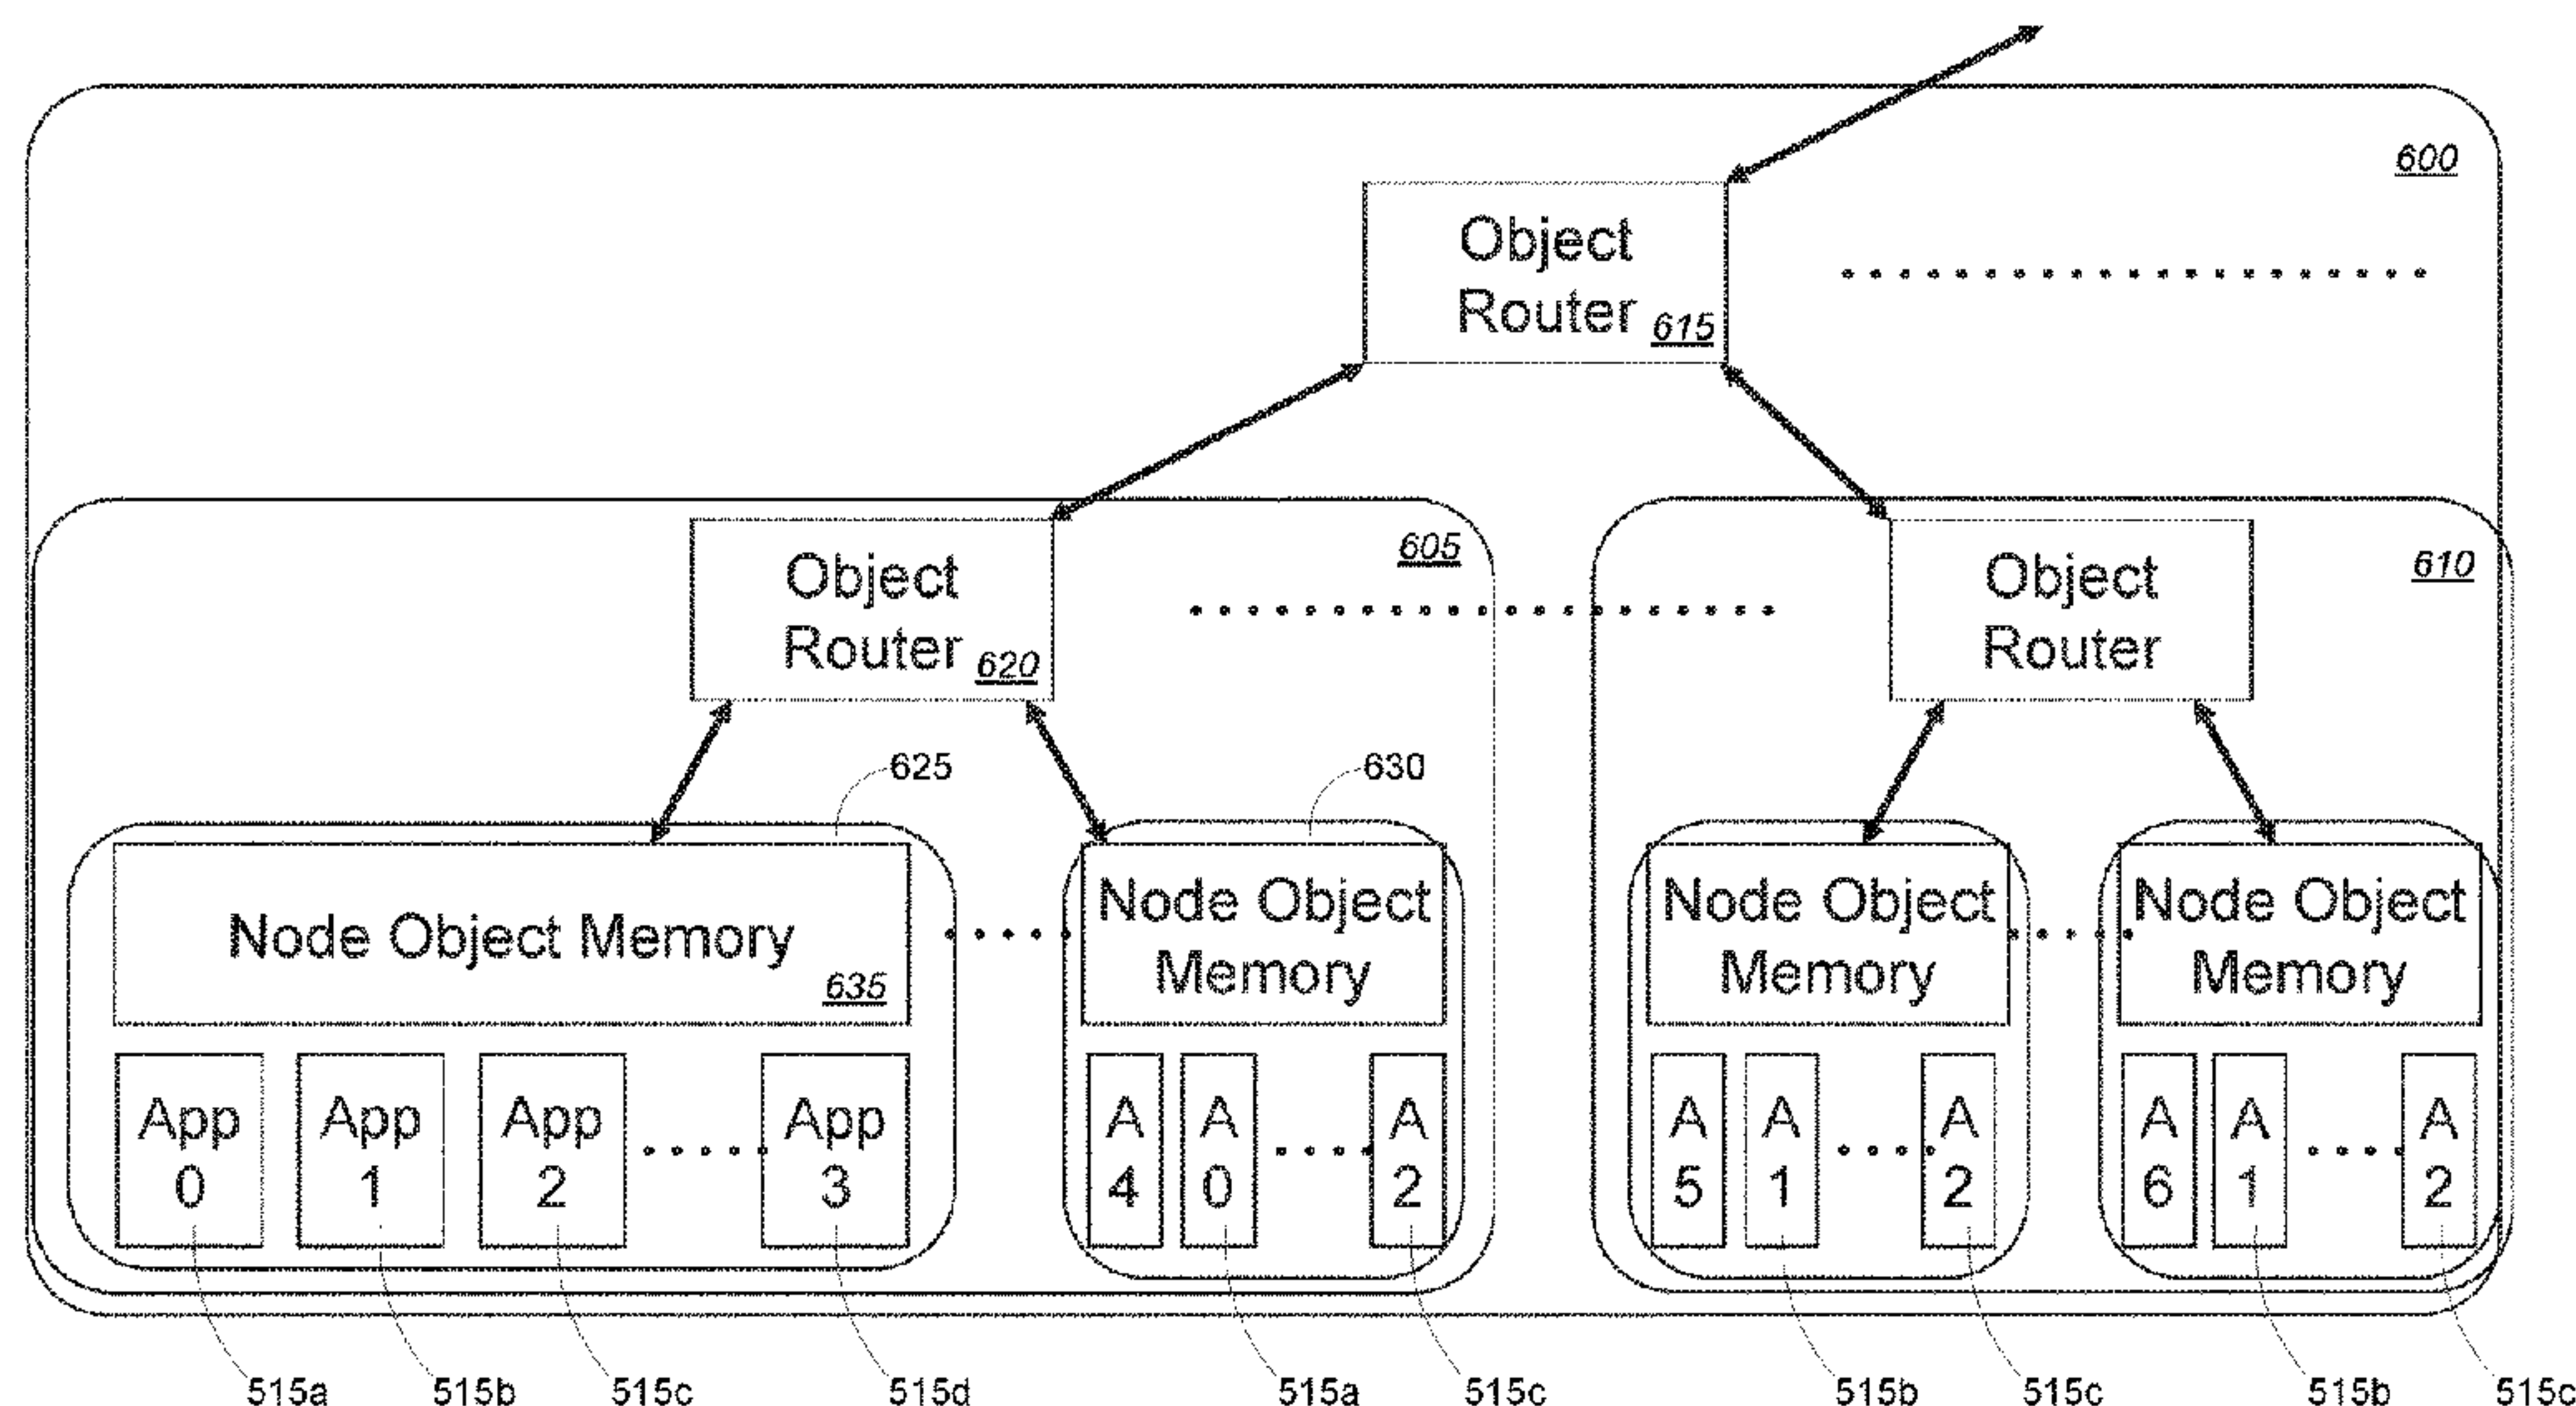 600
Object
Router 615
605
610
Object
Router 620
Object
Router
625
630
Node Object Memory
635
Node Object
Memory
Node Object
Memory
Node Object
Memory
App
0
App
1
App
2
App
3
A
4
A
0
A
2
A
5
A
1
A
2
A
6
A
1
A
2
515a
515b
515c
515d
515a
515c
515b
515c
515b
515c